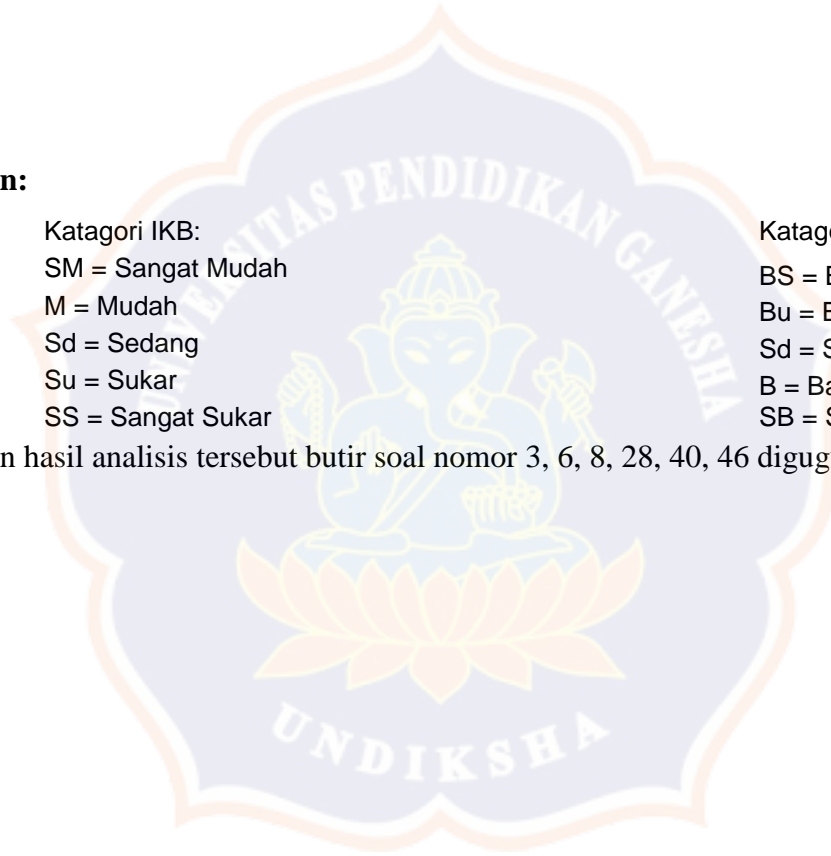 n:
Katagori IKB:
SM = Sangat Mudah
M = Mudah
Sd = Sedang
Su = Sukar
SS = Sangat Sukar
BS =
Bu =
Sd =
B =
SB =
n hasil analisis tersebut butir soal nomor 3, 6, 8, 28, 40, 46
UNIVERSITAS PENDIDIKAN GANESHA
UNDIKSHA